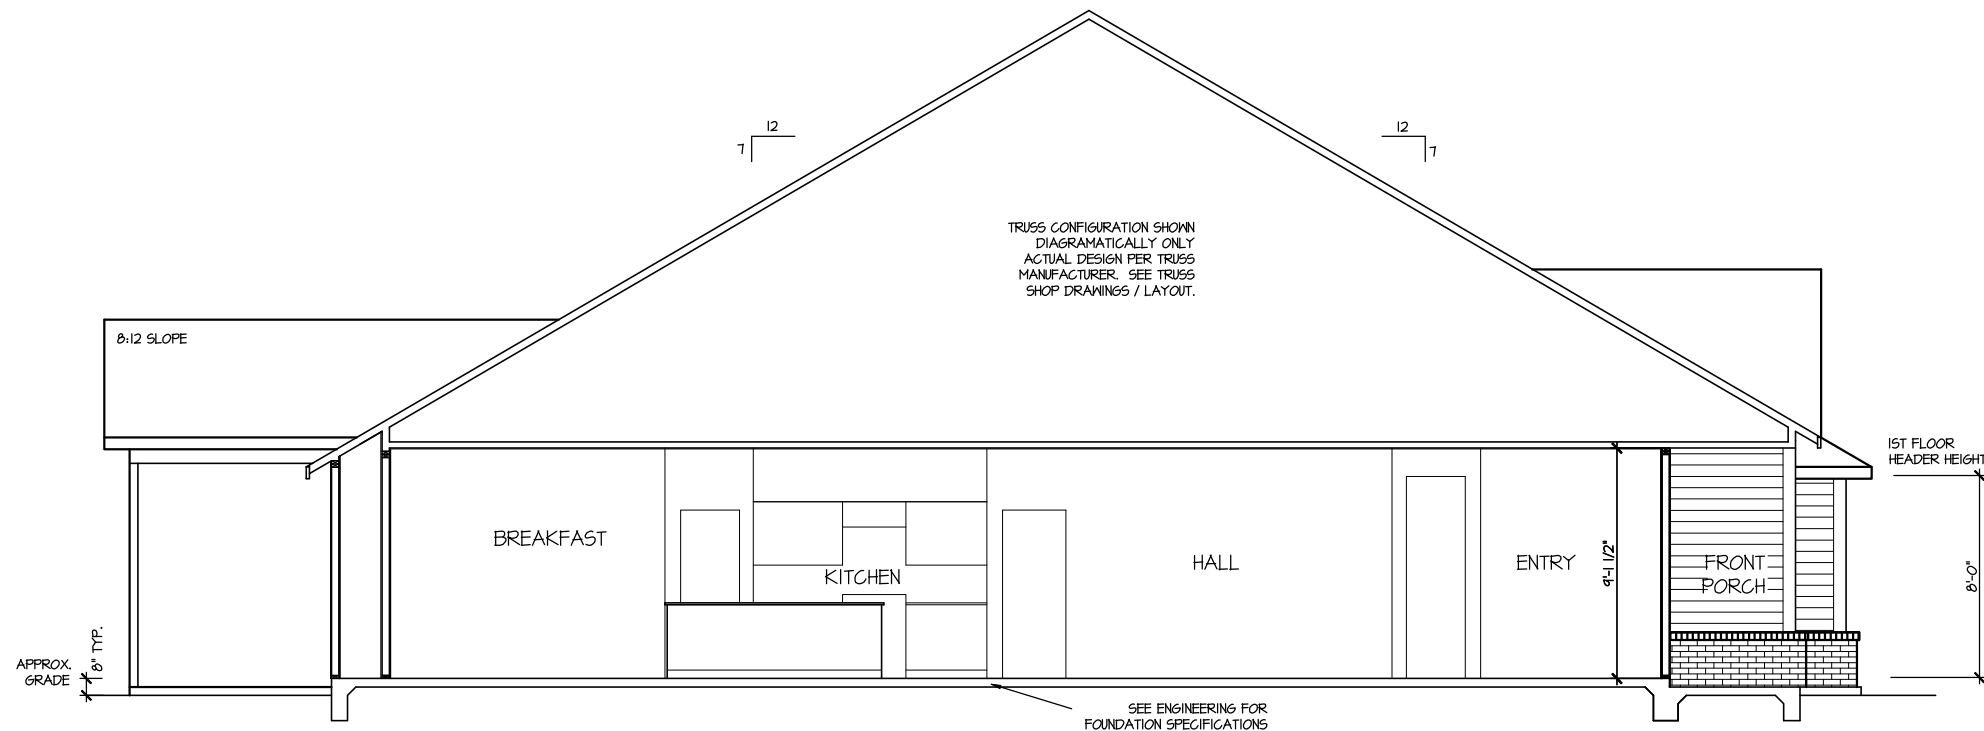 12
7
12
7
TRUSS CONFIGURATION SHOWN
DIAGRAMATICALLY ONLY
ACTUAL DESIGN PER TRUSS
MANUFACTURER. SEE TRUSS
SHOP DRAWINGS / LAYOUT.
8:12 SLOPE
1ST FLOOR
HEADER HEIGHT
BREAKFAST
KITCHEN
HALL
ENTRY
9'-1 1/2"
FRONT
PORCH
8'-0"
8" TYP.
APPROX.
GRADE
SEE ENGINEERING FOR
FOUNDATION SPECIFICATIONS